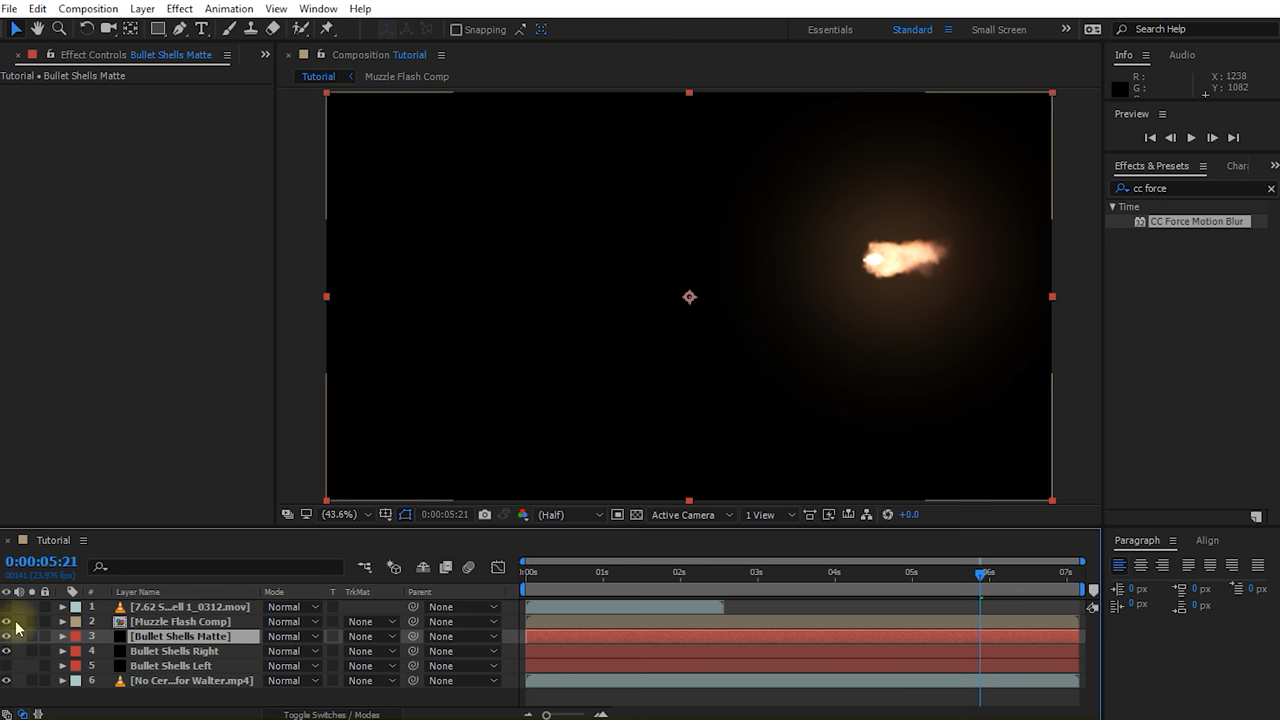 File Edit Composition Layer Effect Animation View Window Help
Snapping Essentials Standard Small Screen Search Help
Effect Controls Bullet Shells Matte Composition Tutorial Info Audio
Tutorial • Bullet Shells Matte Tutorial Muzzle Flash Comp R: X: 1238
G: Y: 1082
B:
Preview
Effects & Presets Chara
cc force
Time
CC Force Motion Blur
(43.6%) 0:00:05:21 (Half) Active Camera 1 View +0.0
Tutorial Paragraph Align
0:00:05:21
00141 (23.976 fps) :00s 01s 02s 03s 04s 05s 06s 07s
# Layer Name Mode T TrkMat Parent 0 px 0 px 0 px
1 [7.62 S...ell 1_0312.mov] Normal None 0 px 0 px
2 [Muzzle Flash Comp] Normal None None
3 [Bullet Shells Matte] Normal None None
4 Bullet Shells Right Normal None None
5 Bullet Shells Left Normal None None
6 [No Cer...for Walter.mp4] Normal None None
Toggle Switches / Modes